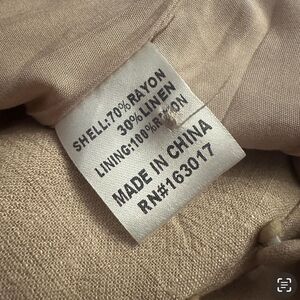 SHELL:70%RAYON
30%LINEN
LINING:100%RAYON
MADE IN CHINA
RN#163017